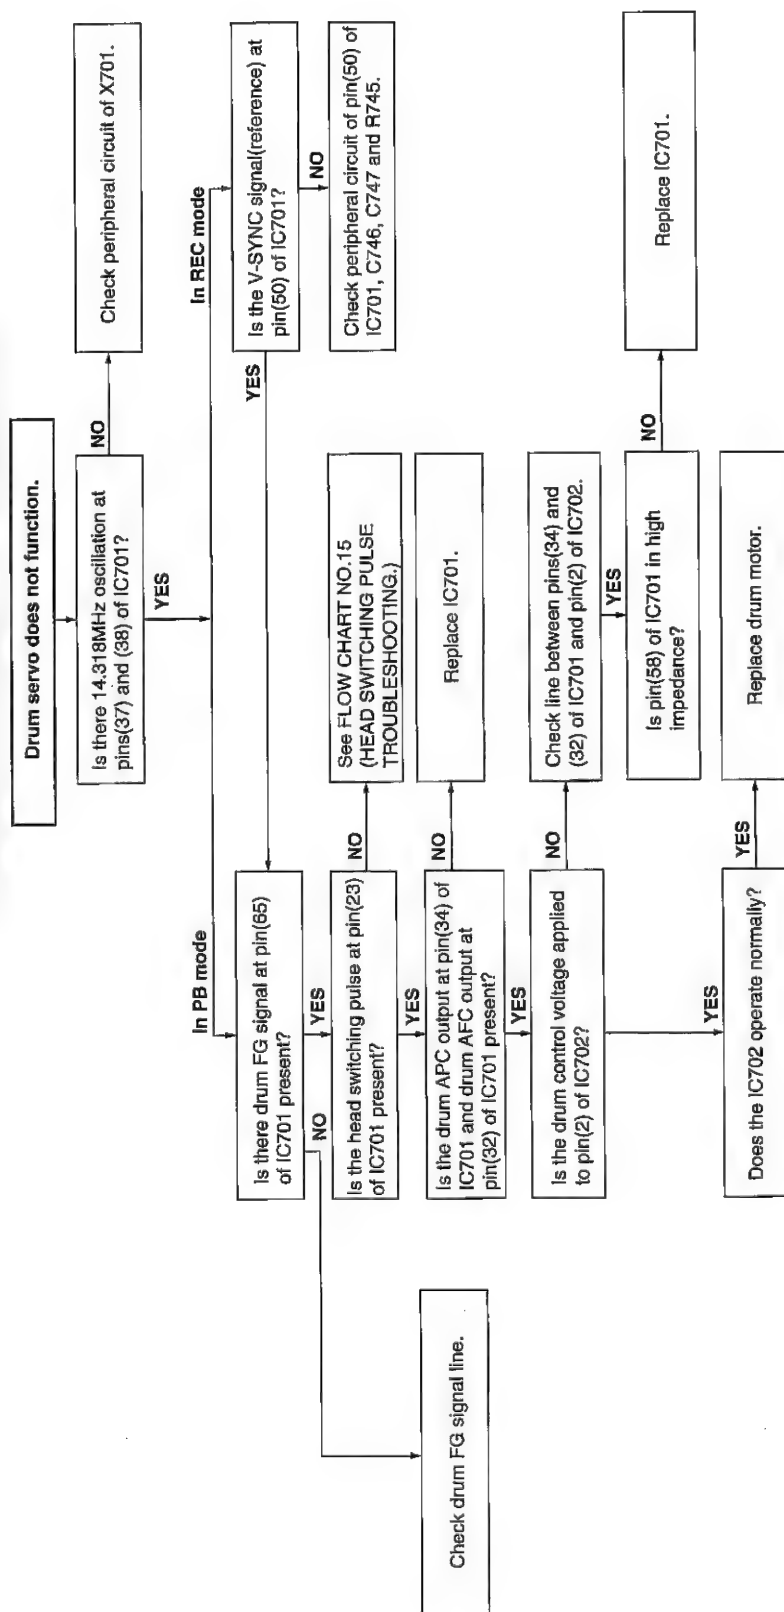 Drum servo does not function.
Is there 14.318MHz oscillation at
pins(37) and (38) of IC701?
NO
Check peripheral circuit of X701.
YES
In PB mode
In REC mode
Is the V-SYNC signal(reference) at
pin(50) of IC701?
YES
NO
Check peripheral circuit of pin(50) of
IC701, C746, C747 and R745.
Is there drum FG signal at pin(65)
of IC701 present?
NO
YES
Check drum FG signal line.
Is the head switching pulse at pin(23)
of IC701 present?
NO
See FLOW CHART NO.15
(HEAD SWITCHING PULSE
TROUBLESHOOTING.)
YES
Is the drum APC output at pin(34) of
IC701 and drum AFC output at
pin(32) of IC701 present?
NO
Replace IC701.
YES
Is the drum control voltage applied
to pin(2) of IC702?
NO
Check line between pins(34) and
(32) of IC701 and pin(2) of IC702.
YES
Is pin(58) of IC701 in high
impedance?
NO
Replace IC701.
YES
Does the IC702 operate normally?
YES
Replace drum motor.